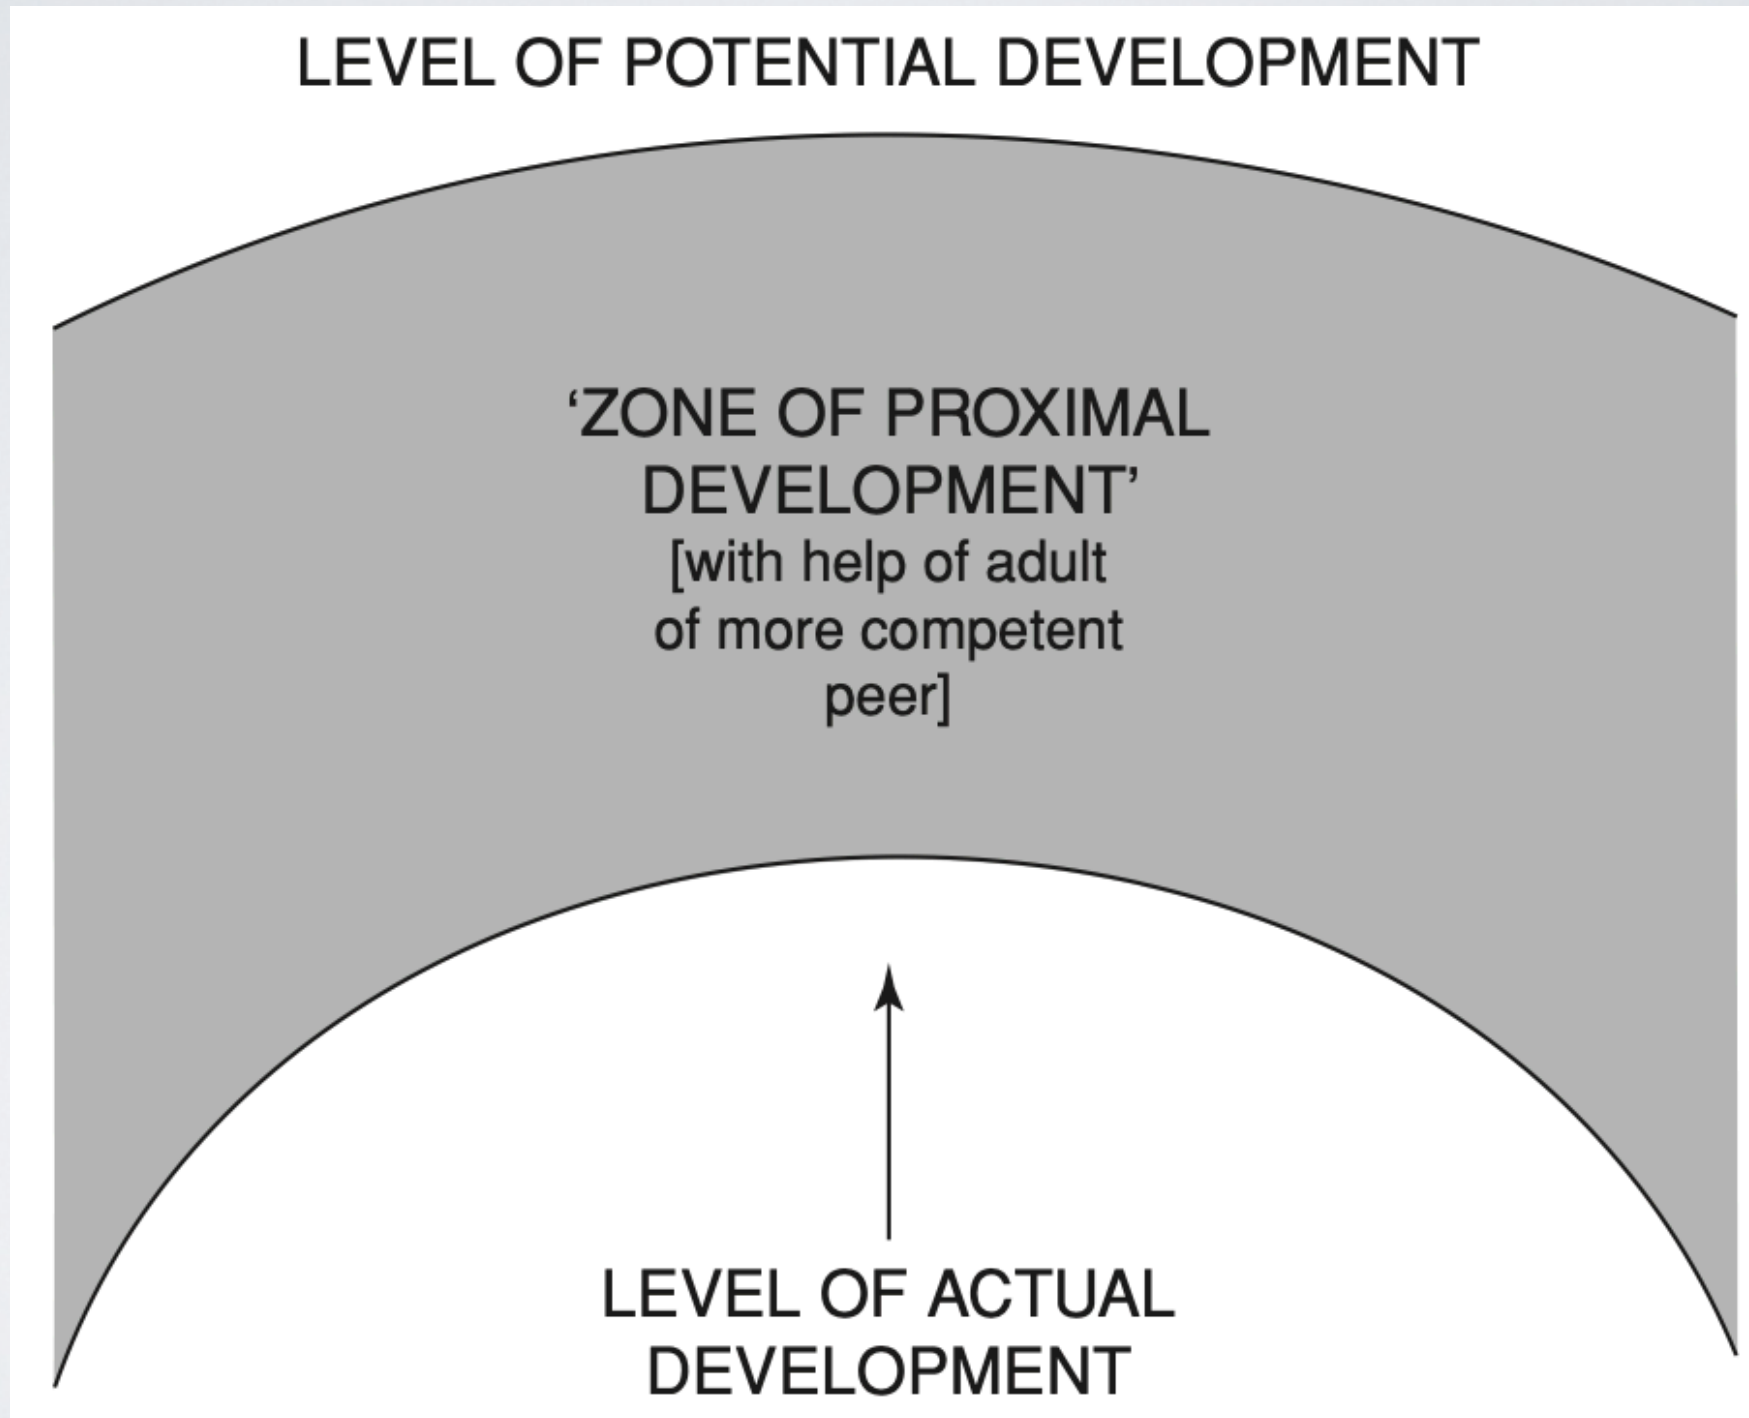 LEVEL OF POTENTIAL DEVELOPMENT
‘ZONE OF PROXIMAL
DEVELOPMENT’
[with help of adult
of more competent
peer]
LEVEL OF ACTUAL
DEVELOPMENT